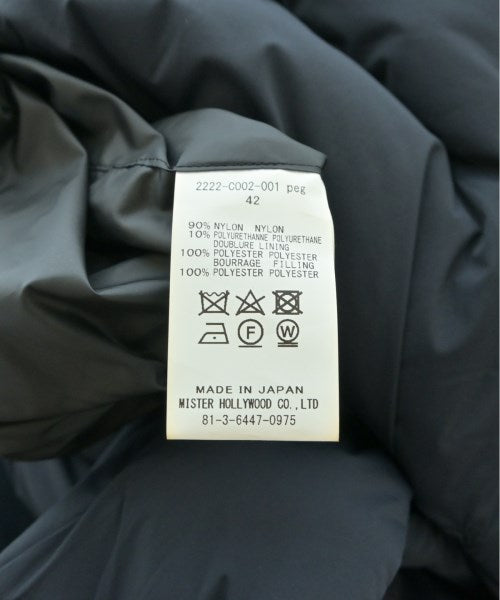 2222-C002-001 peg
42
90% NYLON NYLON
10% POLYURETHANNE POLYURETHANE
DOUBLURE LINING
100% POLYESTER POLYESTER
BOURRAGE FILLING
100% POLYESTER POLYESTER
F W
MADE IN JAPAN
MISTER HOLLYWOOD CO.,LTD
81-3-6447-0975